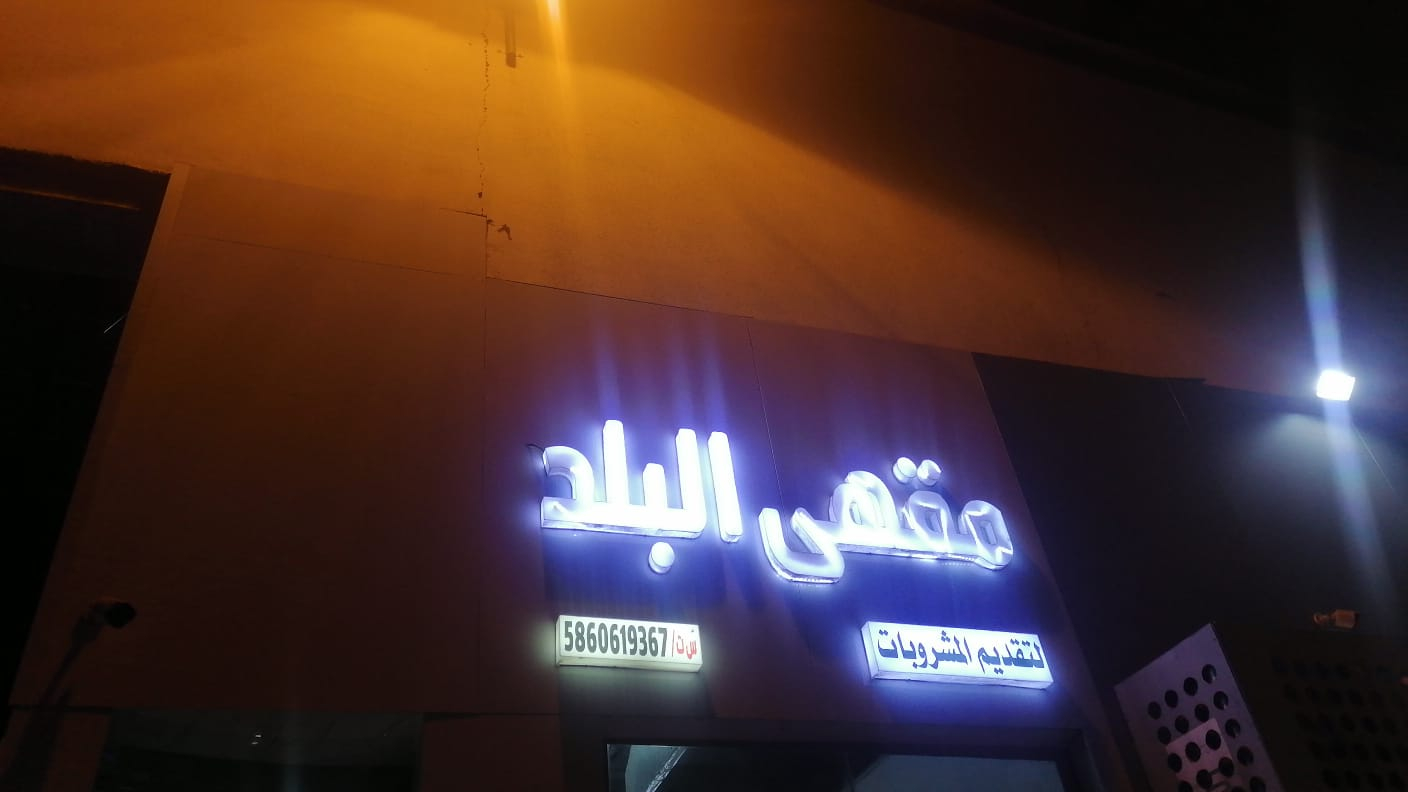 مقهى البلد
لتقديم المشروبات
س ت/ 5860619367